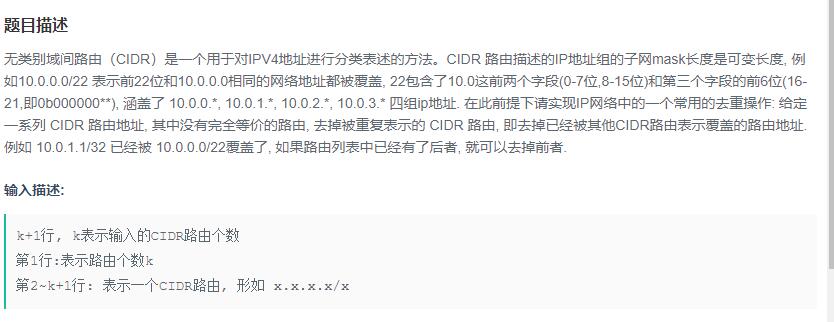 题目描述
无类别域间路由（CIDR）是一个用于对IPV4地址进行分类表述的方法。CIDR 路由描述的IP地址组的子网mask长度是可变长度, 例
如10.0.0.0/22 表示前22位和10.0.0.0相同的网络地址都被覆盖, 22包含了10.0这前两个字段(0-7位,8-15位)和第三个字段的前6位(16-
21,即0b000000**), 涵盖了 10.0.0.*, 10.0.1.*, 10.0.2.*, 10.0.3.* 四组ip地址. 在此前提下请实现IP网络中的一个常用的去重操作: 给定
一系列 CIDR 路由地址, 其中没有完全等价的路由, 去掉被重复表示的 CIDR 路由, 即去掉已经被其他CIDR路由表示覆盖的路由地址.
例如 10.0.1.1/32 已经被 10.0.0.0/22覆盖了, 如果路由列表中已经有了后者, 就可以去掉前者.
输入描述:
k+1行, k表示输入的CIDR路由个数
第1行:表示路由个数k
第2~k+1行: 表示一个CIDR路由, 形如 x.x.x.x/x